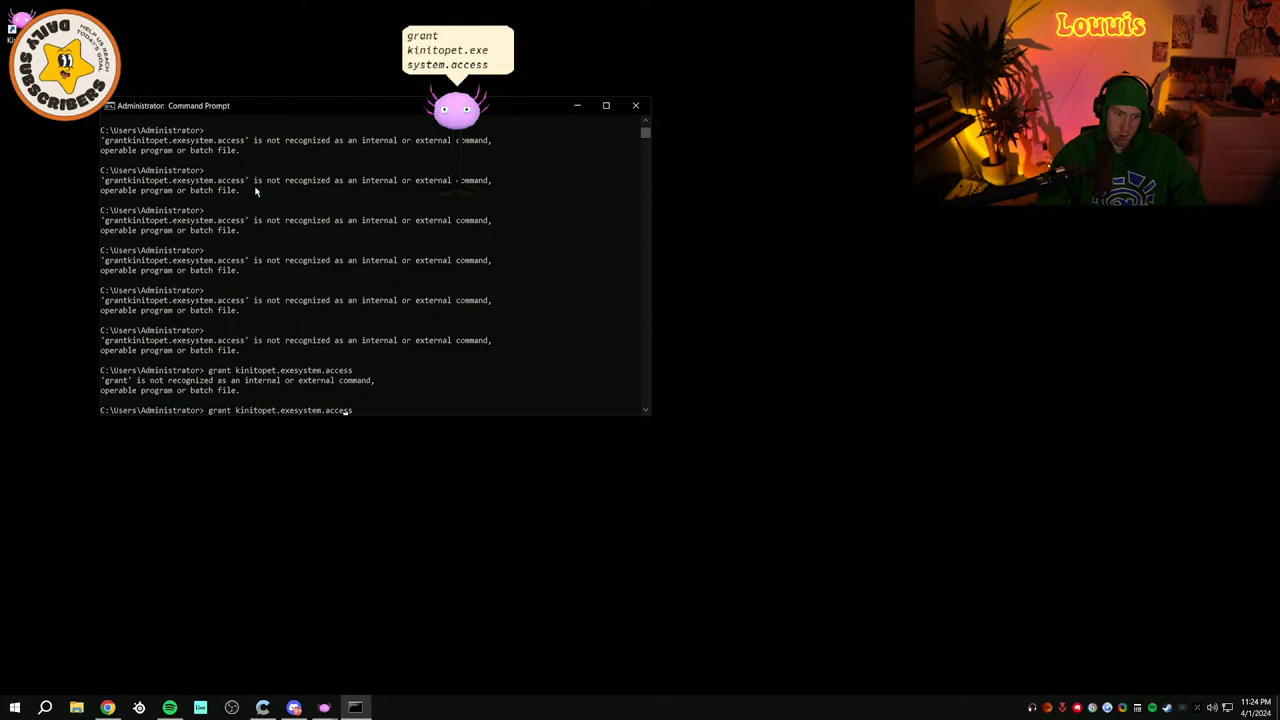 DAILY
HELP US REACH
TODAY'S GOAL
SUBSCRIBERS
Louuis
grant
kinitopet.exe
system.access
Administrator: Command Prompt
C:\Users\Administrator>
'grantkinitopet.exesystem.access' is not recognized as an internal or external command,
operable program or batch file.
C:\Users\Administrator>
'grantkinitopet.exesystem.access' is not recognized as an internal or external command,
operable program or batch file.
C:\Users\Administrator>
'grantkinitopet.exesystem.access' is not recognized as an internal or external command,
operable program or batch file.
C:\Users\Administrator>
'grantkinitopet.exesystem.access' is not recognized as an internal or external command,
operable program or batch file.
C:\Users\Administrator>
'grantkinitopet.exesystem.access' is not recognized as an internal or external command,
operable program or batch file.
C:\Users\Administrator>
'grantkinitopet.exesystem.access' is not recognized as an internal or external command,
operable program or batch file.
C:\Users\Administrator> grant kinitopet.exesystem.access
'grant' is not recognized as an internal or external command,
operable program or batch file.
C:\Users\Administrator> grant kinitopet.exesystem.access
Live
11:24 PM
4/1/2024